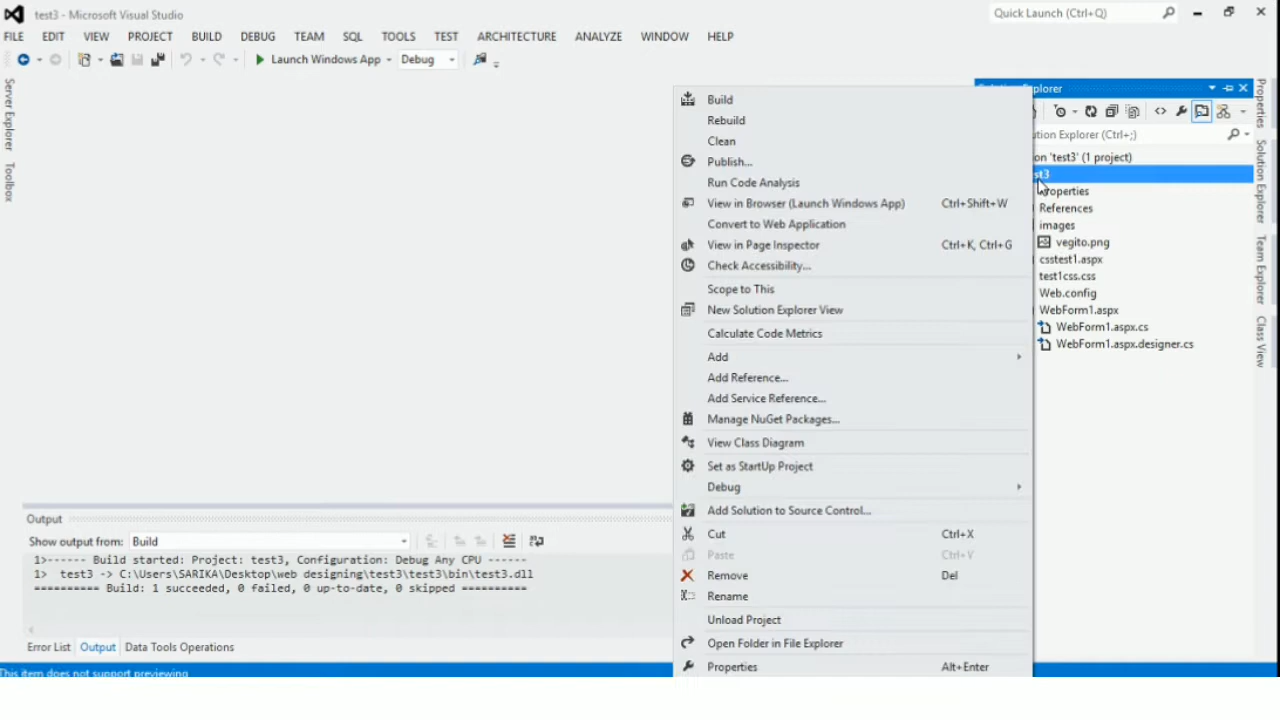 test3 - Microsoft Visual Studio
Quick Launch (Ctrl+Q)
FILE EDIT VIEW PROJECT BUILD DEBUG TEAM SQL TOOLS TEST ARCHITECTURE ANALYZE WINDOW HELP
Launch Windows App Debug
Server Explorer
Toolbox
Build
Rebuild
Clean
Publish...
Run Code Analysis
View in Browser (Launch Windows App) Ctrl+Shift+W
Convert to Web Application
View in Page Inspector Ctrl+K, Ctrl+G
Check Accessibility...
Scope to This
New Solution Explorer View
Calculate Code Metrics
Add
Add Reference...
Add Service Reference...
Manage NuGet Packages...
View Class Diagram
Set as StartUp Project
Debug
Add Solution to Source Control...
Cut Ctrl+X
Paste Ctrl+V
Remove Del
Rename
Unload Project
Open Folder in File Explorer
Properties Alt+Enter
Explorer
ution Explorer (Ctrl+;)
on 'test3' (1 project)
st3
roperties
References
images
vegito.png
csstest1.aspx
test1css.css
Web.config
WebForm1.aspx
WebForm1.aspx.cs
WebForm1.aspx.designer.cs
Properties
Solution Explorer
Team Explorer
Class View
Output
Show output from: Build
1>------ Build started: Project: test3, Configuration: Debug Any CPU ------
1> test3 -> C:\Users\SARIKA\Desktop\web designing\test3\test3\bin\test3.dll
========== Build: 1 succeeded, 0 failed, 0 up-to-date, 0 skipped ==========
Error List Output Data Tools Operations
This item does not support previewing